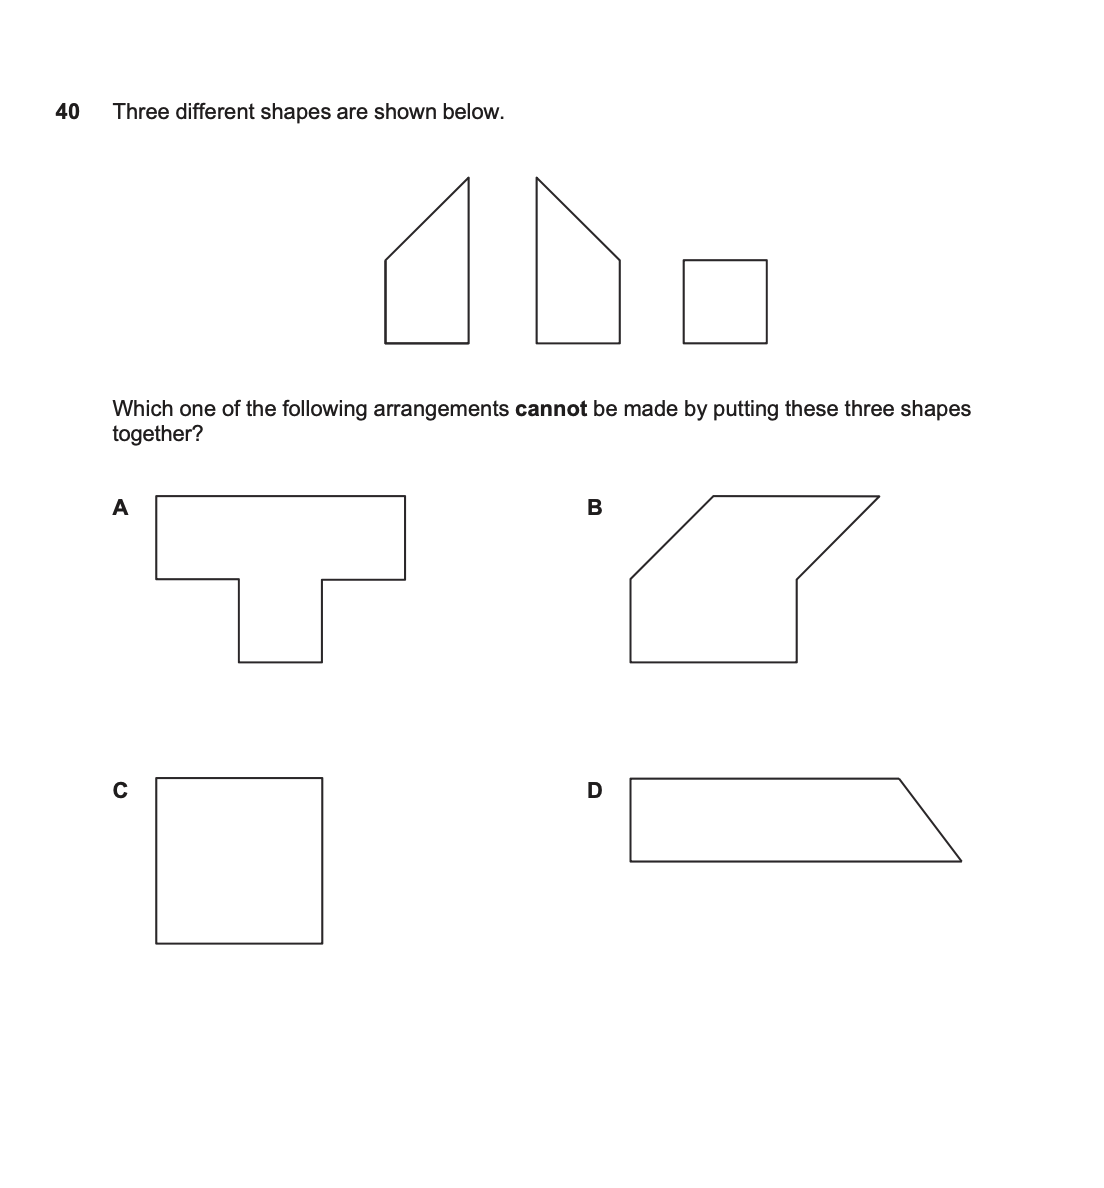 40 Three different shapes are shown below.
Which one of the following arrangements cannot be made by putting these three shapes
together?
A
B
C
D